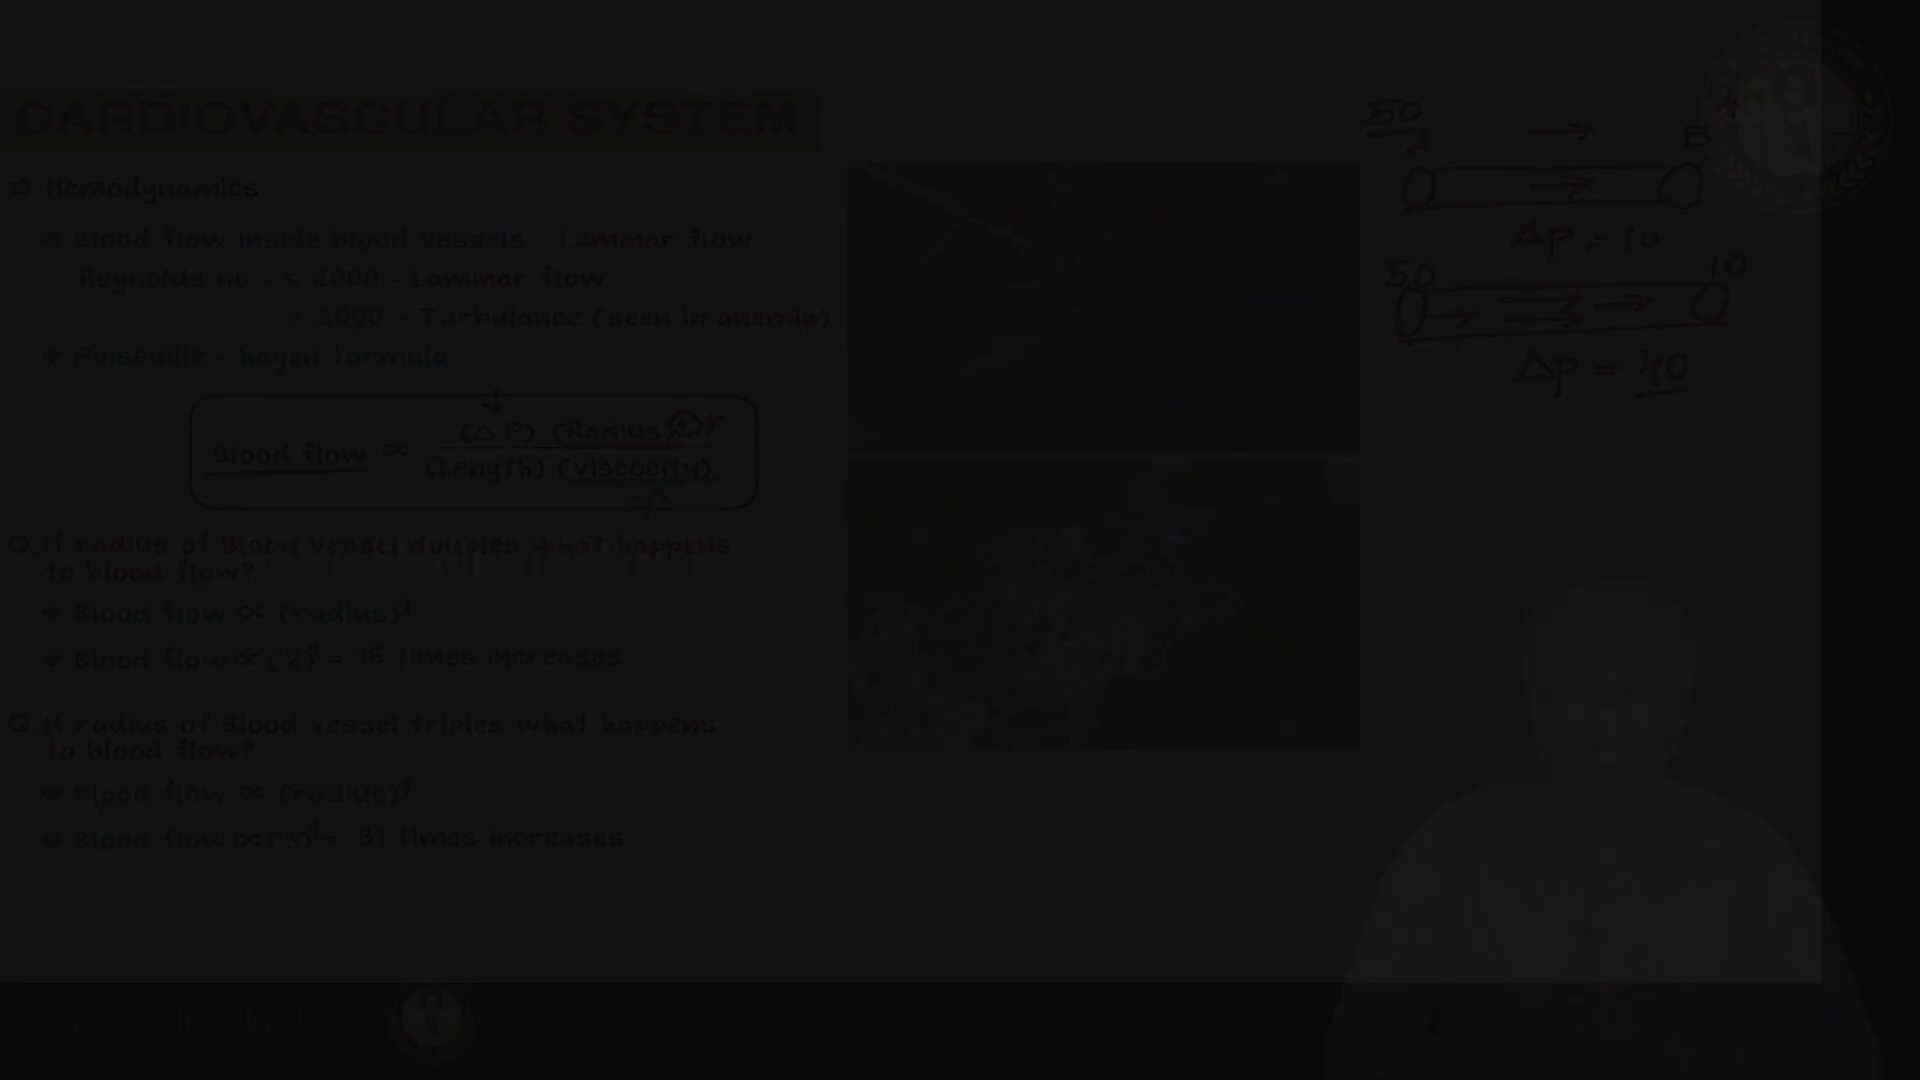 CARDIOVASCULAR SYSTEM
Hemodynamics
Blood flow inside blood vessels - Laminar flow
Reynolds no - < 2000 - Laminar flow
> 2000 - Turbulance (seen in anemia)
Poiseuille - hagen formula
Blood flow ∝ (△ P) (Radius)4 *
(Length) (viscocity)
Q. If radius of Blood vessel doubles what happens
to blood flow?
Blood flow ∝ (radius)4
Blood flow ∝ (2)4 = 16 times increases
Q. If radius of Blood vessel triples what happens
to blood flow?
Blood flow ∝ (radius)4
Blood flow ∝ (3)4 = 81 times increases
50 → 40
A B
Δp = 10
50 10
Δp = 40